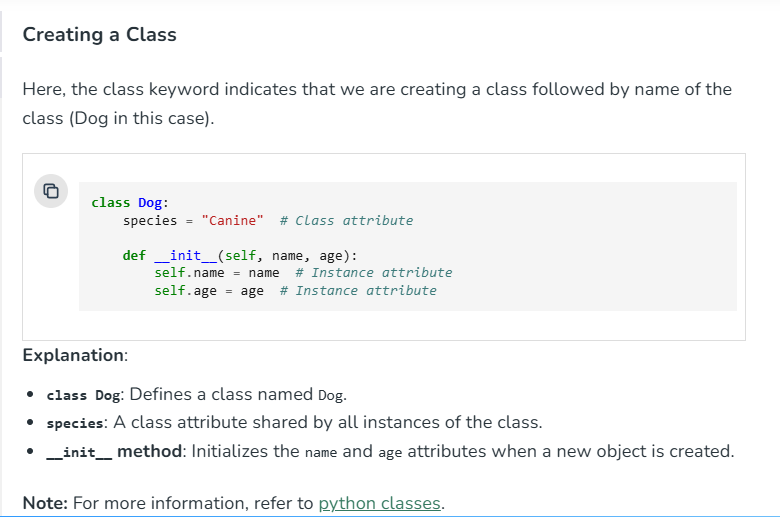 Creating a Class
Here, the class keyword indicates that we are creating a class followed by name of the
class (Dog in this case).
class Dog:
    species = "Canine"  # Class attribute

    def __init__(self, name, age):
        self.name = name  # Instance attribute
        self.age = age  # Instance attribute
Explanation:
• class Dog: Defines a class named Dog.
• species: A class attribute shared by all instances of the class.
• __init__ method: Initializes the name and age attributes when a new object is created.
Note: For more information, refer to python classes.